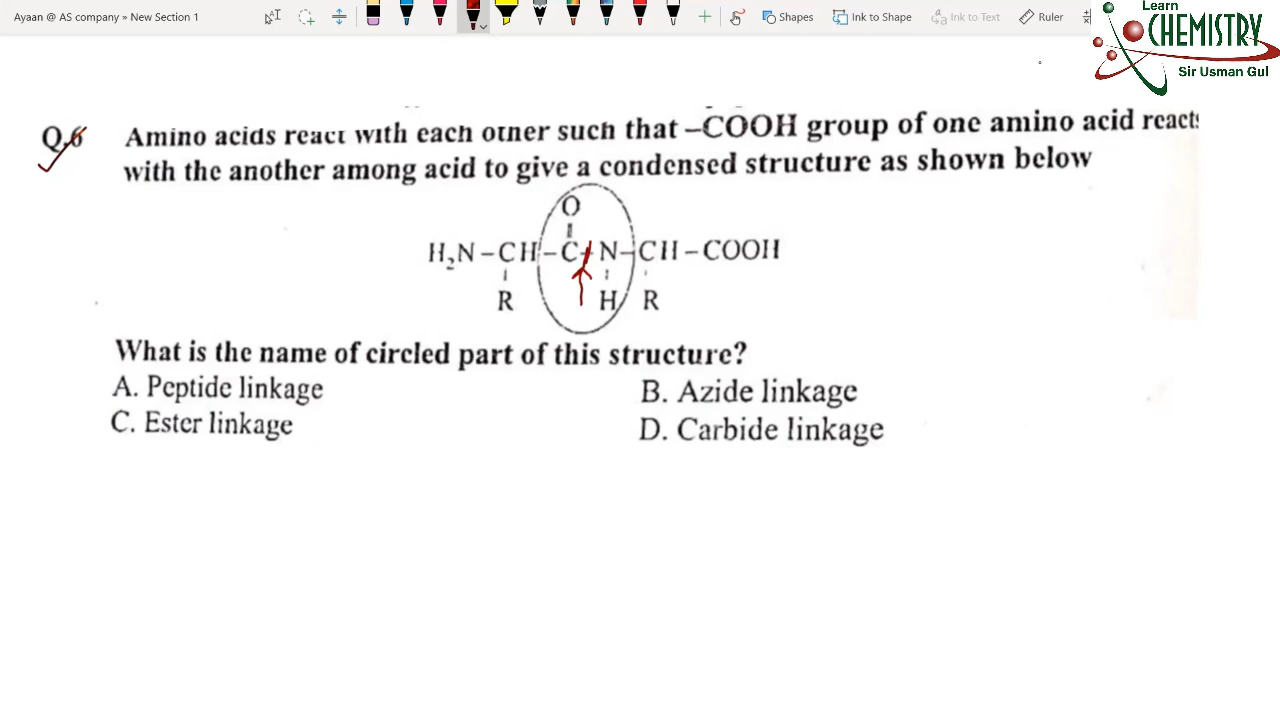 Ayaan @ AS company » New Section 1
Shapes
Ink to Shape
Ink to Text
Ruler
Learn
CHEMISTRY
Sir Usman Gul
Q.6 Amino acids react with each other such that –COOH group of one amino acid reacts
with the another among acid to give a condensed structure as shown below
O
H₂N – CH – C – N – CH – COOH
R H R
What is the name of circled part of this structure?
A. Peptide linkage B. Azide linkage
C. Ester linkage D. Carbide linkage